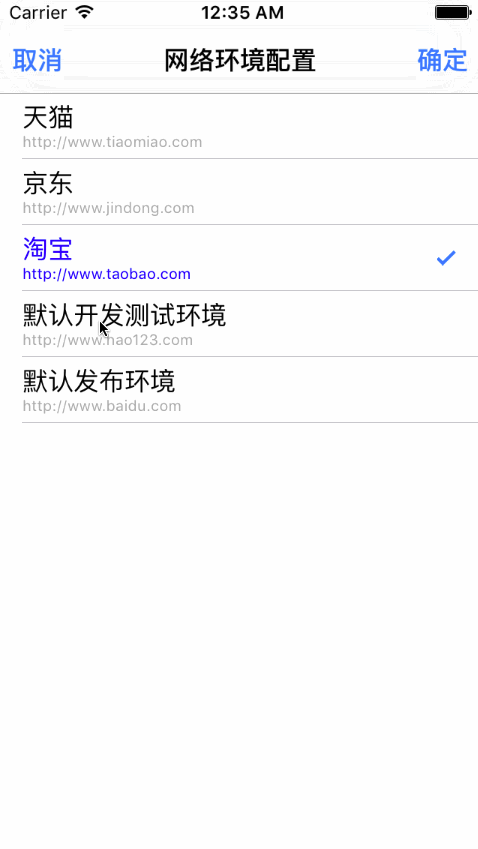 Carrier 12:35 AM
取消 网络环境配置 确定
天猫
http://www.tiaomiao.com
京东
http://www.jindong.com
淘宝
http://www.taobao.com
默认开发测试环境
http://www.hao123.com
默认发布环境
http://www.baidu.com